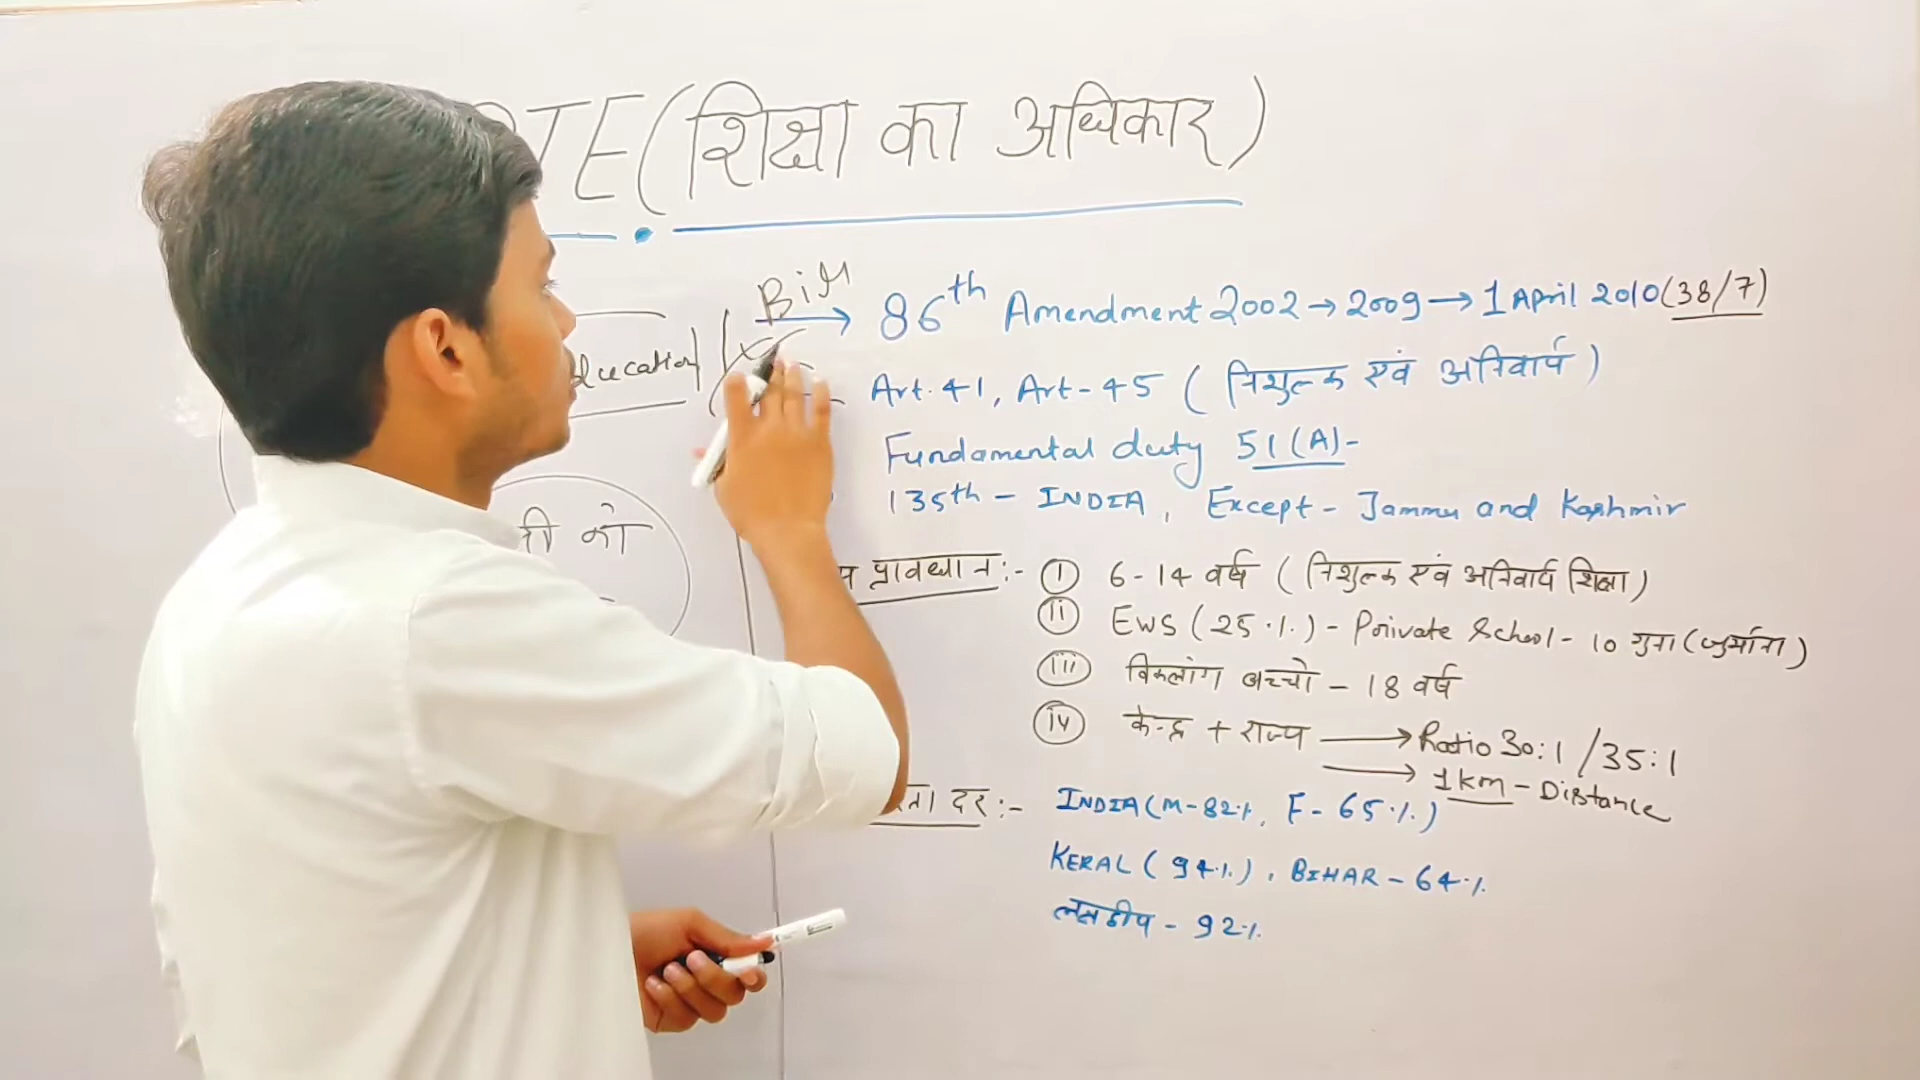 RTE (शिक्षा का अधिकार)
Bill
→ 86th Amendment 2002 → 2009 → 1 April 2010 (38/7)
ducation
Art. 41, Art - 45 ( निशुल्क एवं अनिवार्य )
Fundamental duty 51 (A) -
135th - INDIA, Except - Jammu and Kashmir
को
प्रावधान :- (i) 6 - 14 वर्ष ( निशुल्क एवं अनिवार्य शिक्षा )
(ii) EWS (25%) - Private School - 10 गुना (जुर्माना)
(iii) विकलांग बच्चो - 18 वर्ष
(iv) केन्द्र + राज्य → Ratio 30:1 / 35:1
→ 1 km - Distance
दर :- INDIA (M - 82%, F - 65%)
KERAL (94%), BIHAR - 64%
लक्षद्वीप - 92%